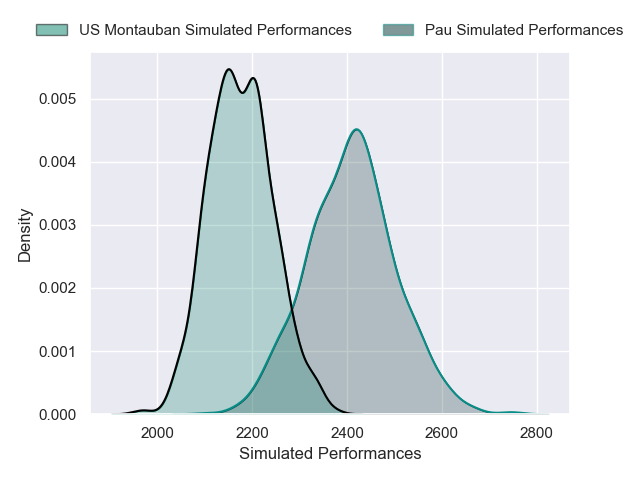 US Montauban Simulated Performances Pau Simulated Performances
Density
0.005
0.004
0.003
0.002
0.001
0.000
2000 2200 2400 2600 2800
Simulated Performances